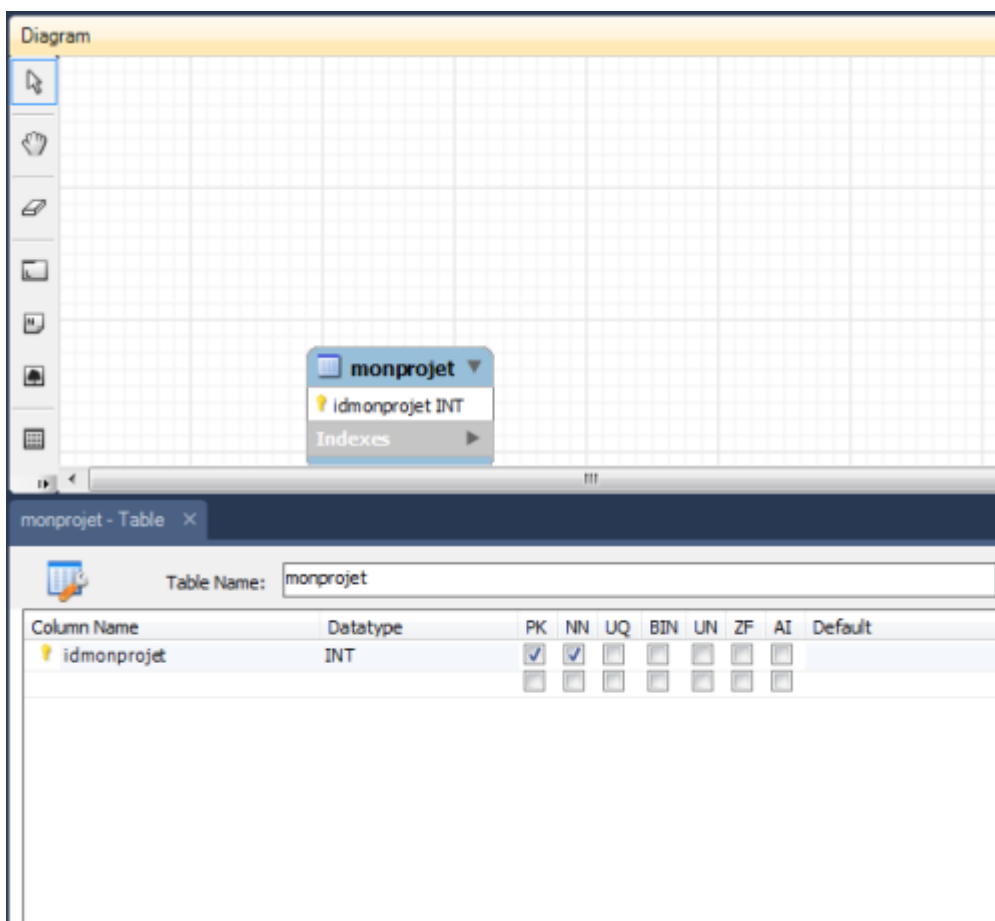 Diagram
monprojet
idmonprojet INT
Indexes
monprojet - Table
Table Name: monprojet
Column Name Datatype PK NN UQ BIN UN ZF AI Default
idmonprojet INT